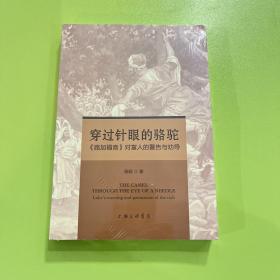 穿过针眼的骆驼
《路加福音》对富人的警告与劝导
著
THE CAMEL
THROUGH THE EYE OF A NEEDLE
Luke's warning and persuasion of the rich
上海三联书店